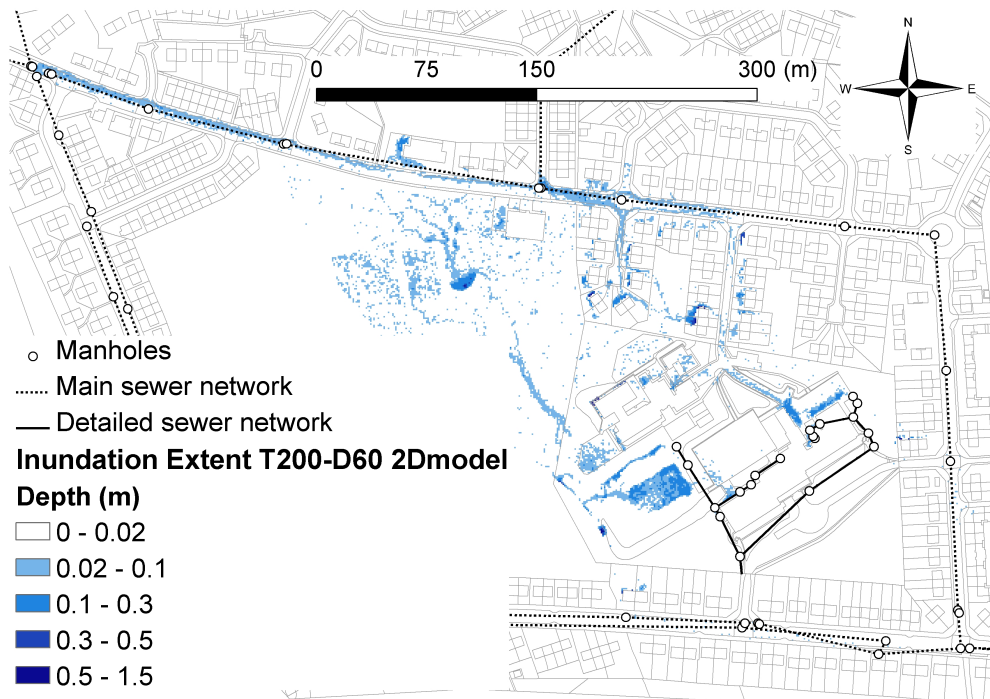 N
0 75 150 300 (m)
W E
S
Manholes
Main sewer network
Detailed sewer network
Inundation Extent T200-D60 2Dmodel
Depth (m)
0 - 0.02
0.02 - 0.1
0.1 - 0.3
0.3 - 0.5
0.5 - 1.5